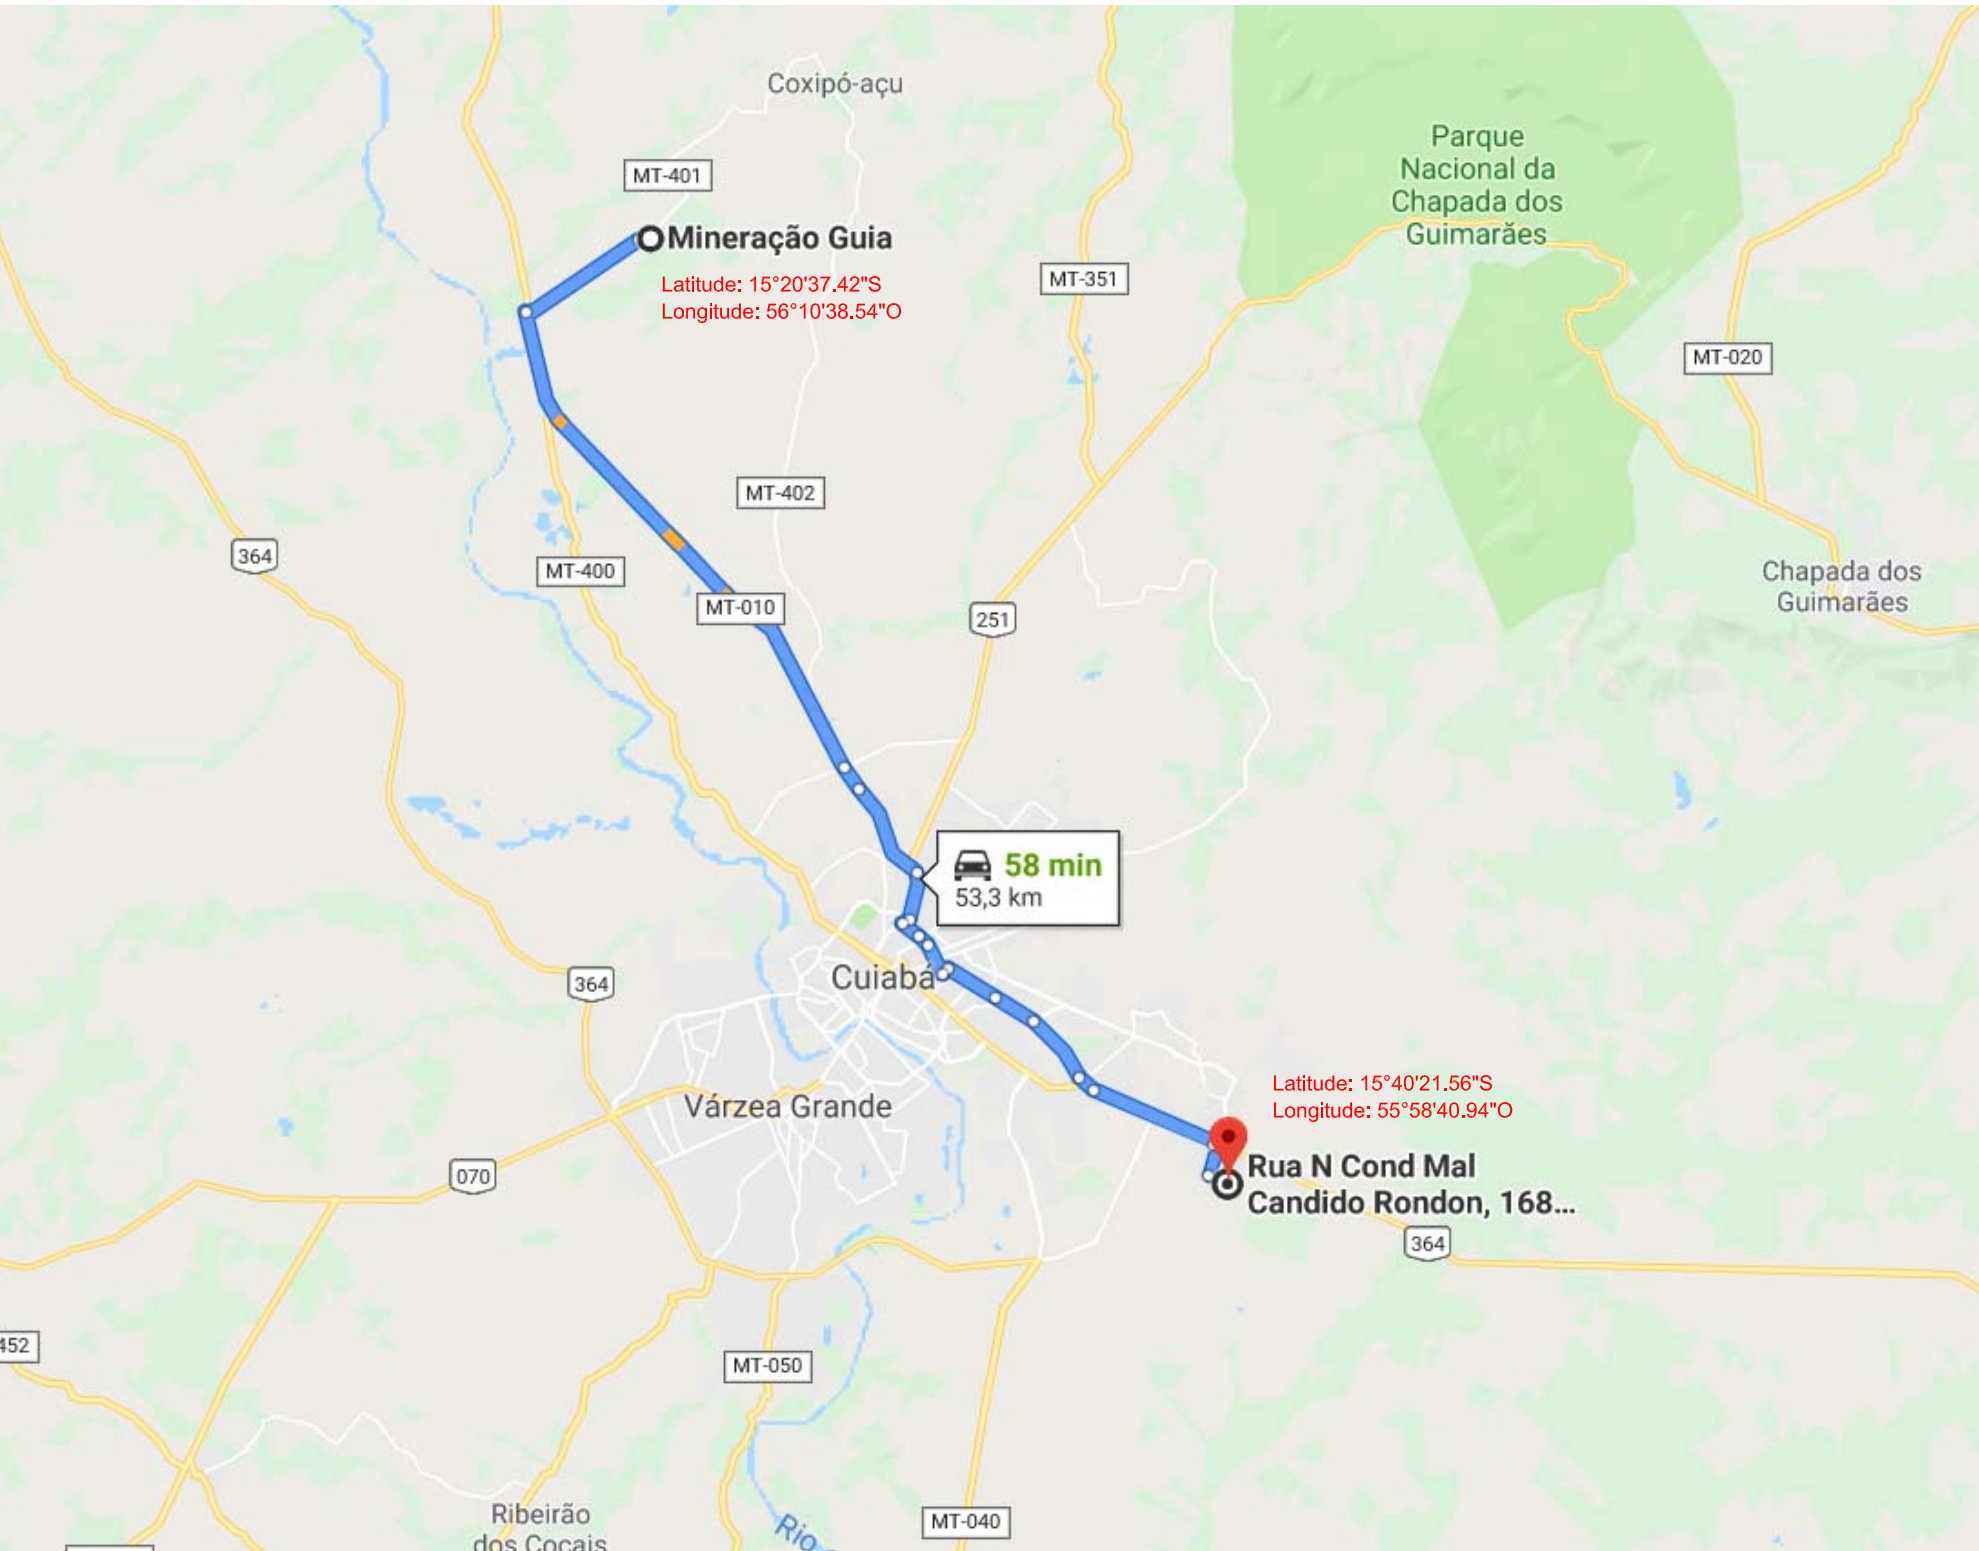 Coxipó-açu
Parque
Nacional da
Chapada dos
Guimarães
MT-401
Mineração Guia
Latitude: 15°20'37.42"S
Longitude: 56°10'38.54"O
MT-351
MT-020
MT-402
364
MT-400
MT-010
251
Chapada dos
Guimarães
58 min
53,3 km
Cuiabá
364
Várzea Grande
Latitude: 15°40'21.56"S
Longitude: 55°58'40.94"O
070
Rua N Cond Mal
Candido Rondon, 168...
364
452
MT-050
Ribeirão
dos Cocais
Rio
MT-040